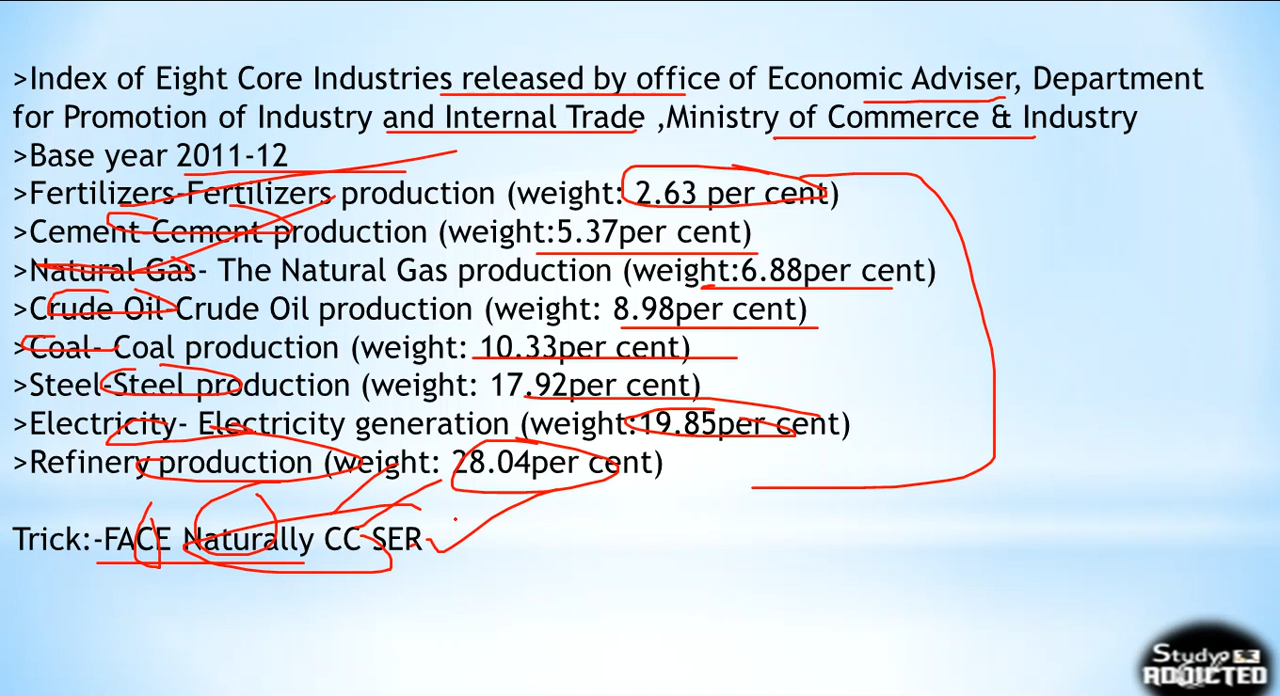 >Index of Eight Core Industries released by office of Economic Adviser, Department
for Promotion of Industry and Internal Trade ,Ministry of Commerce & Industry
>Base year 2011-12
>Fertilizers-Fertilizers production (weight: 2.63 per cent)
>Cement-Cement production (weight:5.37per cent)
>Natural Gas- The Natural Gas production (weight:6.88per cent)
>Crude Oil-Crude Oil production (weight: 8.98per cent)
>Coal- Coal production (weight: 10.33per cent)
>Steel-Steel production (weight: 17.92per cent)
>Electricity- Electricity generation (weight:19.85per cent)
>Refinery production (weight: 28.04per cent)
Trick:-FACE Naturally CC SER
Study
ADDICTED